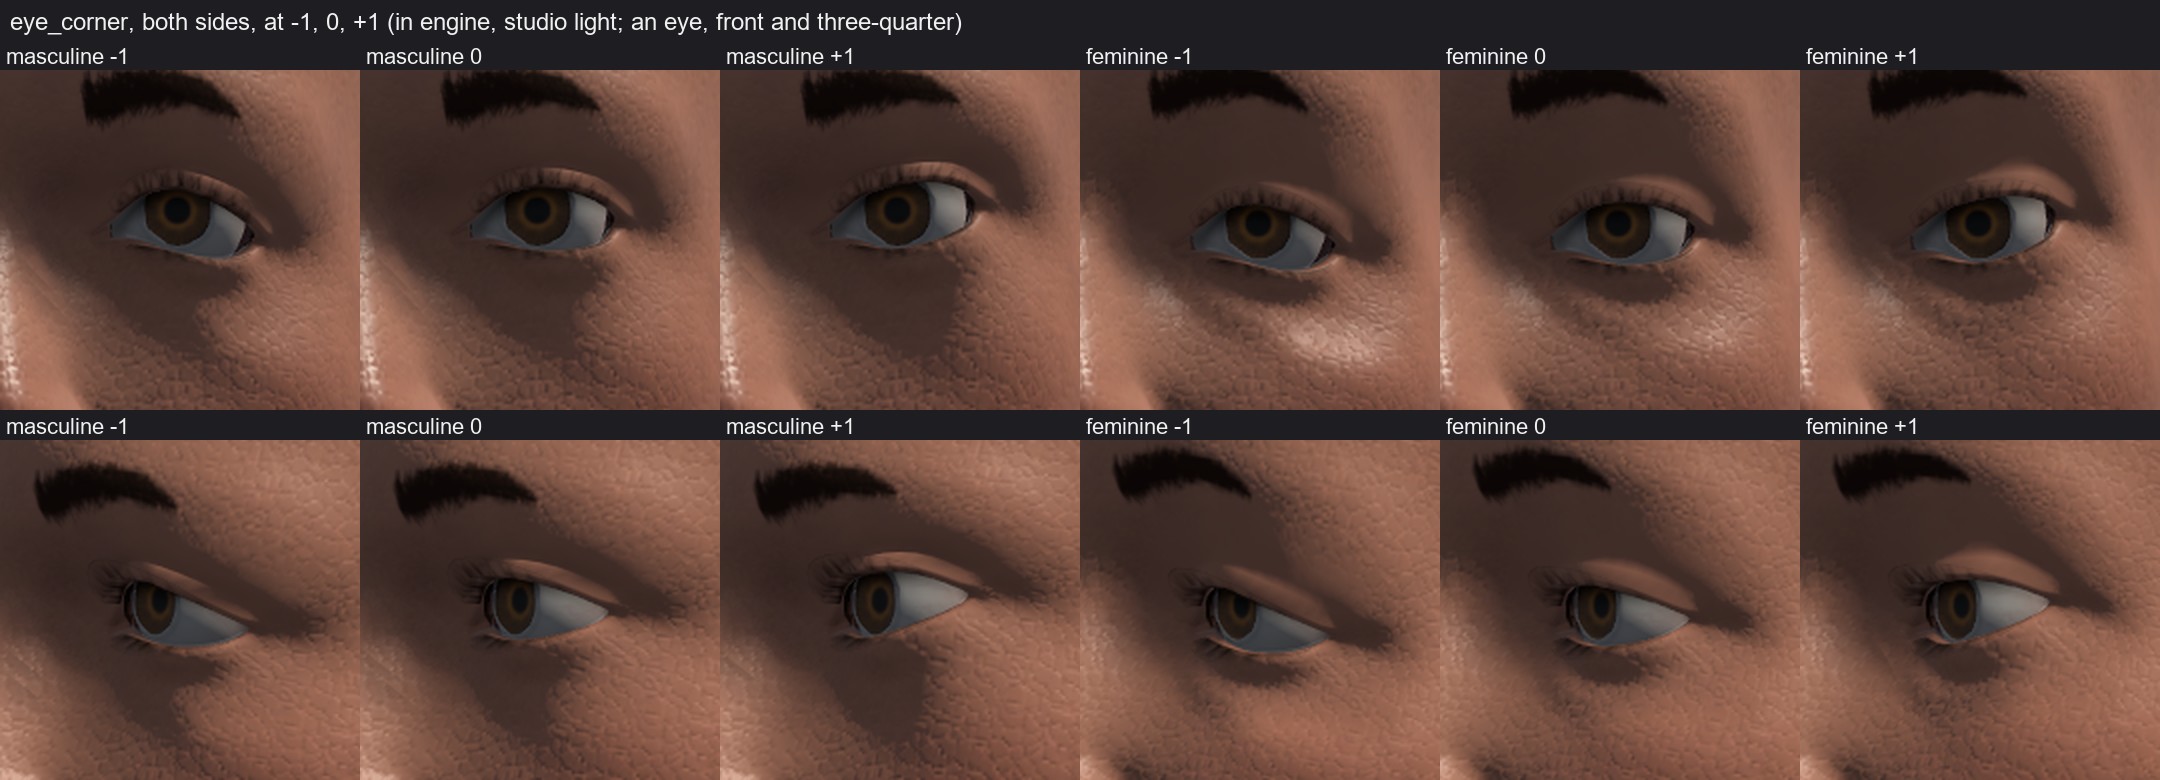 eye_corner, both sides, at -1, 0, +1 (in engine, studio light; an eye, front and three-quarter)
masculine -1
masculine 0
masculine +1
feminine -1
feminine 0
feminine +1
masculine -1
masculine 0
masculine +1
feminine -1
feminine 0
feminine +1